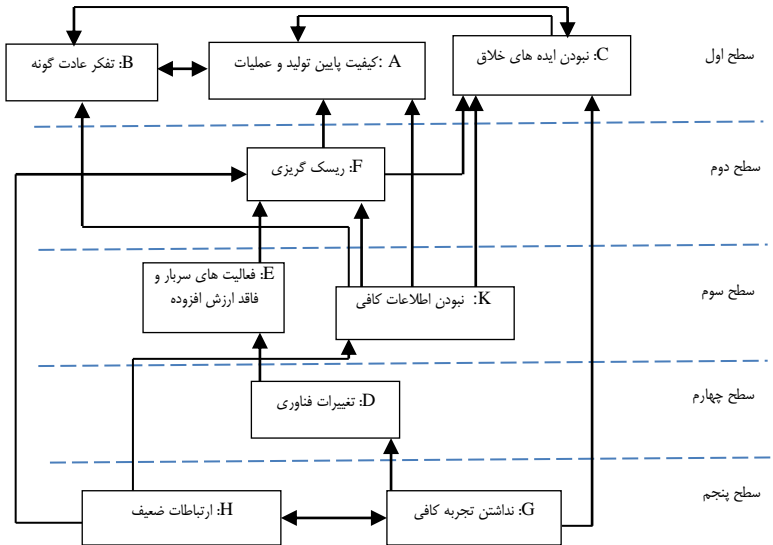 سطح اول
C: نبودن ایده های خلاق
A :کیفیت پایین تولید و عملیات
B: تفکر عادت گونه
سطح دوم
F: ریسک گریزی
سطح سوم
K: نبودن اطلاعات کافی
E: فعالیت های سربار و
فاقد ارزش افزوده
سطح چهارم
D: تغییرات فناوری
سطح پنجم
G: نداشتن تجربه کافی
H: ارتباطات ضعیف